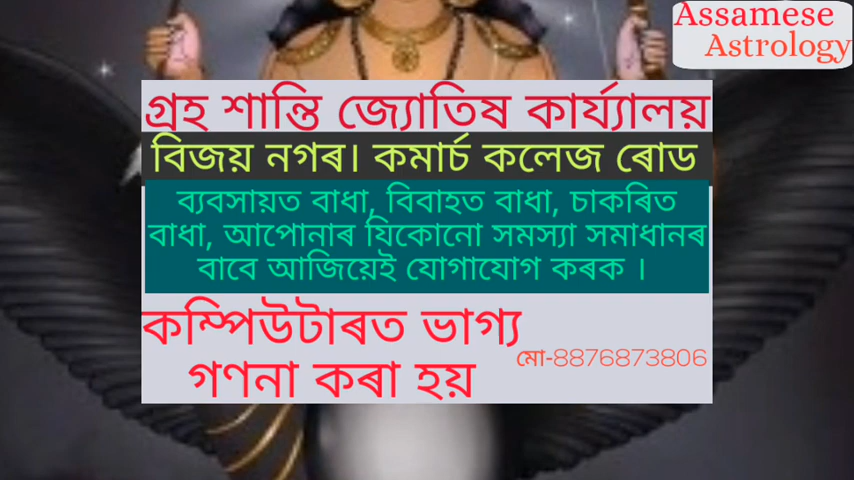 Assamese
Astrology
গ্ৰহ শান্তি জ্যোতিষ কাৰ্য্যালয়
বিজয় নগৰ। কমাৰ্চ কলেজ ৰোড
ব্যবসায়ত বাধা, বিবাহত বাধা, চাকৰিত
বাধা, আপোনাৰ যিকোনো সমস্যা সমাধানৰ
বাবে আজিয়েই যোগাযোগ কৰক ।
কম্পিউটাৰত ভাগ্য
গণনা কৰা হয়
মো-8876873806